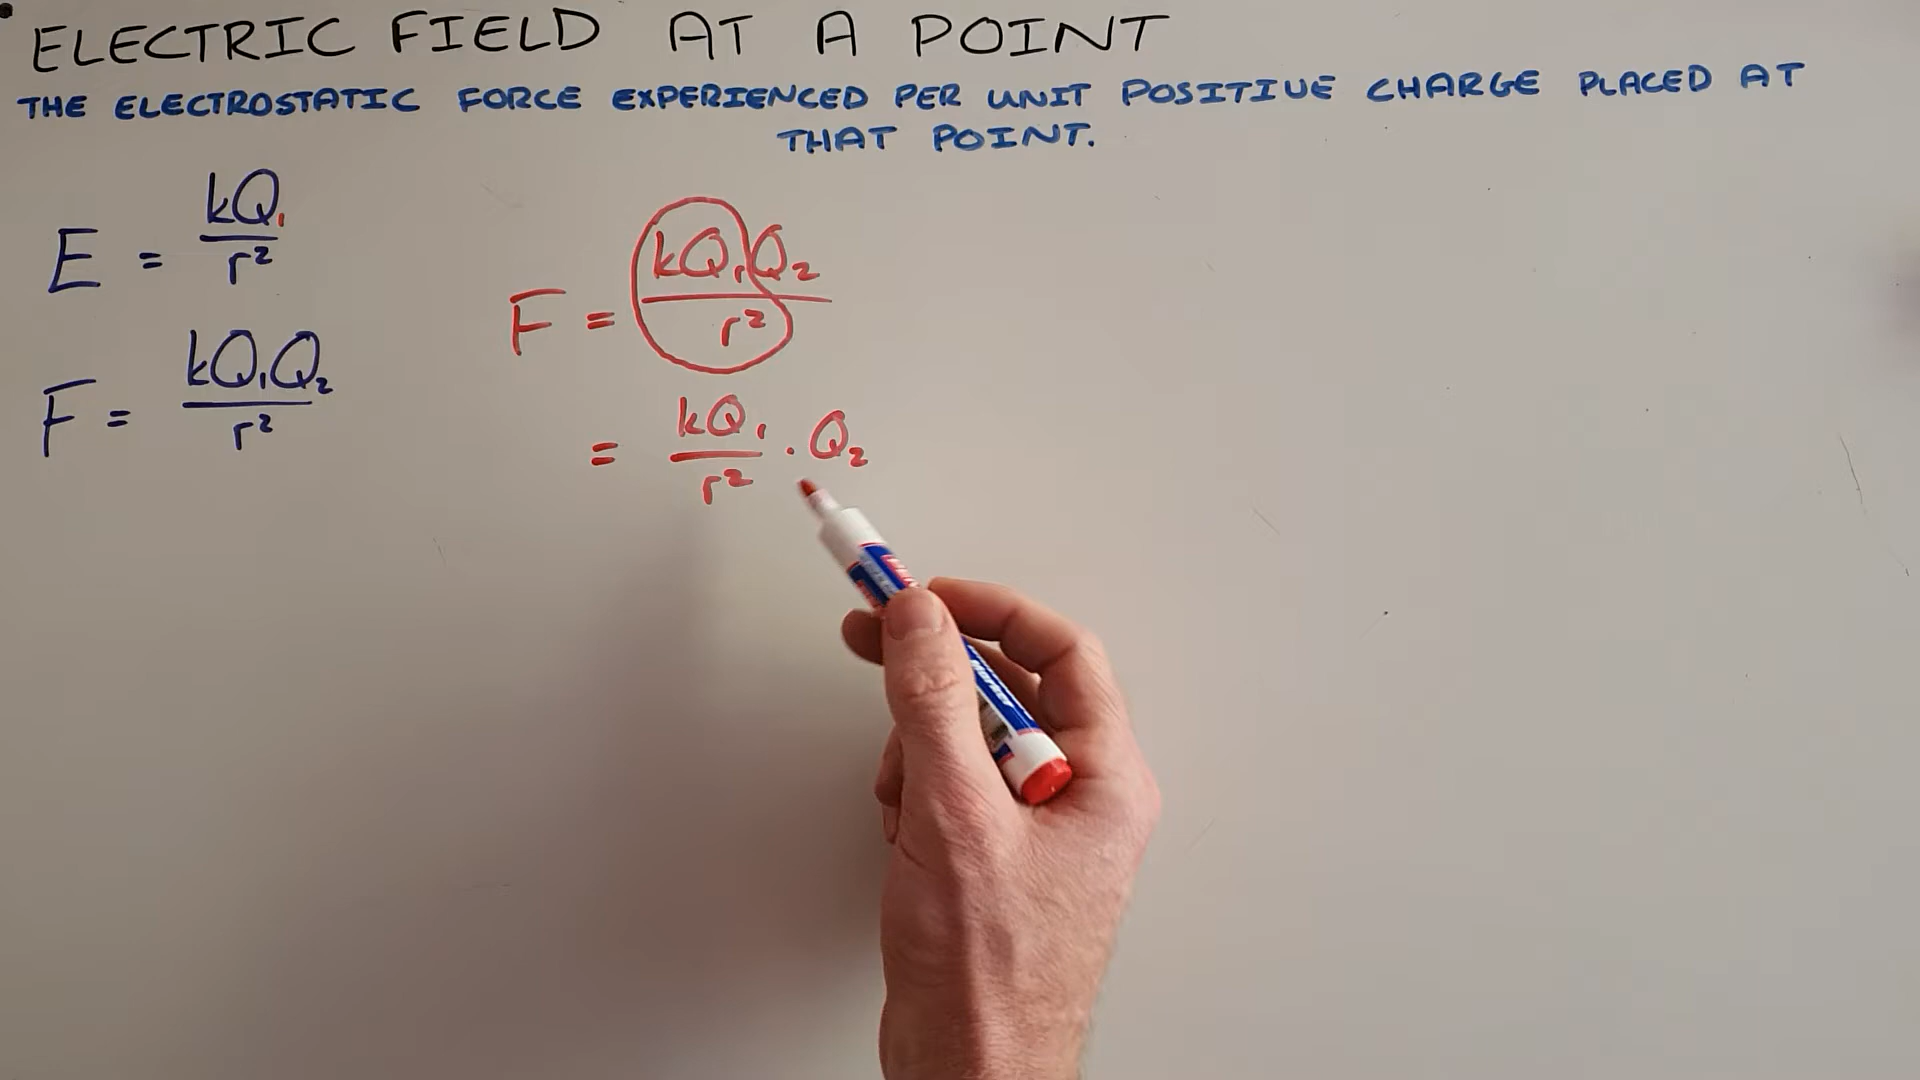 ELECTRIC FIELD AT A POINT
THE ELECTROSTATIC FORCE EXPERIENCED PER UNIT POSITIVE CHARGE PLACED AT
THAT POINT.
E = kQ₁/r²
F = kQ₁Q₂/r²
F = kQ₁Q₂/r²
= kQ₁/r² · Q₂
Marker